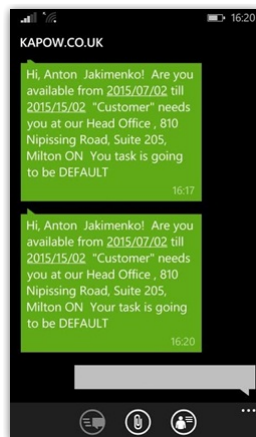 16:20
KAPOW.CO.UK
Hi, Anton Jakimenko! Are you
available from 2015/07/02 till
2015/15/02 "Customer" needs
you at our Head Office , 810
Nipissing Road, Suite 205,
Milton ON You task is going
to be DEFAULT
16:17
Hi, Anton Jakimenko! Are you
available from 2015/07/02 till
2015/15/02 "Customer" needs
you at our Head Office , 810
Nipissing Road, Suite 205,
Milton ON Your task is going
to be DEFAULT
16:20